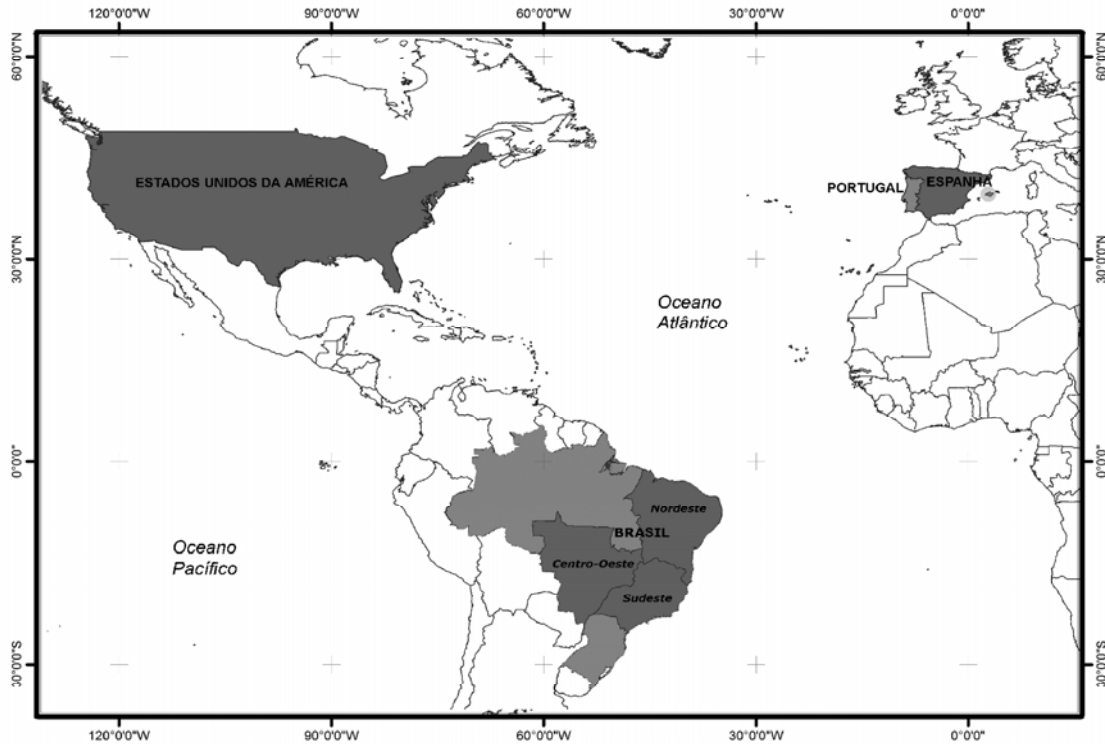 120°0'0"W 90°0'0"W 60°0'0"W 30°0'0"W 0°0'0"
60°0'0"N 60°0'0"N
ESTADOS UNIDOS DA AMÉRICA
PORTUGAL ESPANHA
30°0'0"N 30°0'0"N
Oceano
Atlântico
0°0'0" 0°0'0"
Nordeste
BRASIL
Oceano
Pacífico
Centro-Oeste
Sudeste
30°0'0"S 30°0'0"S
120°0'0"W 90°0'0"W 60°0'0"W 30°0'0"W 0°0'0"